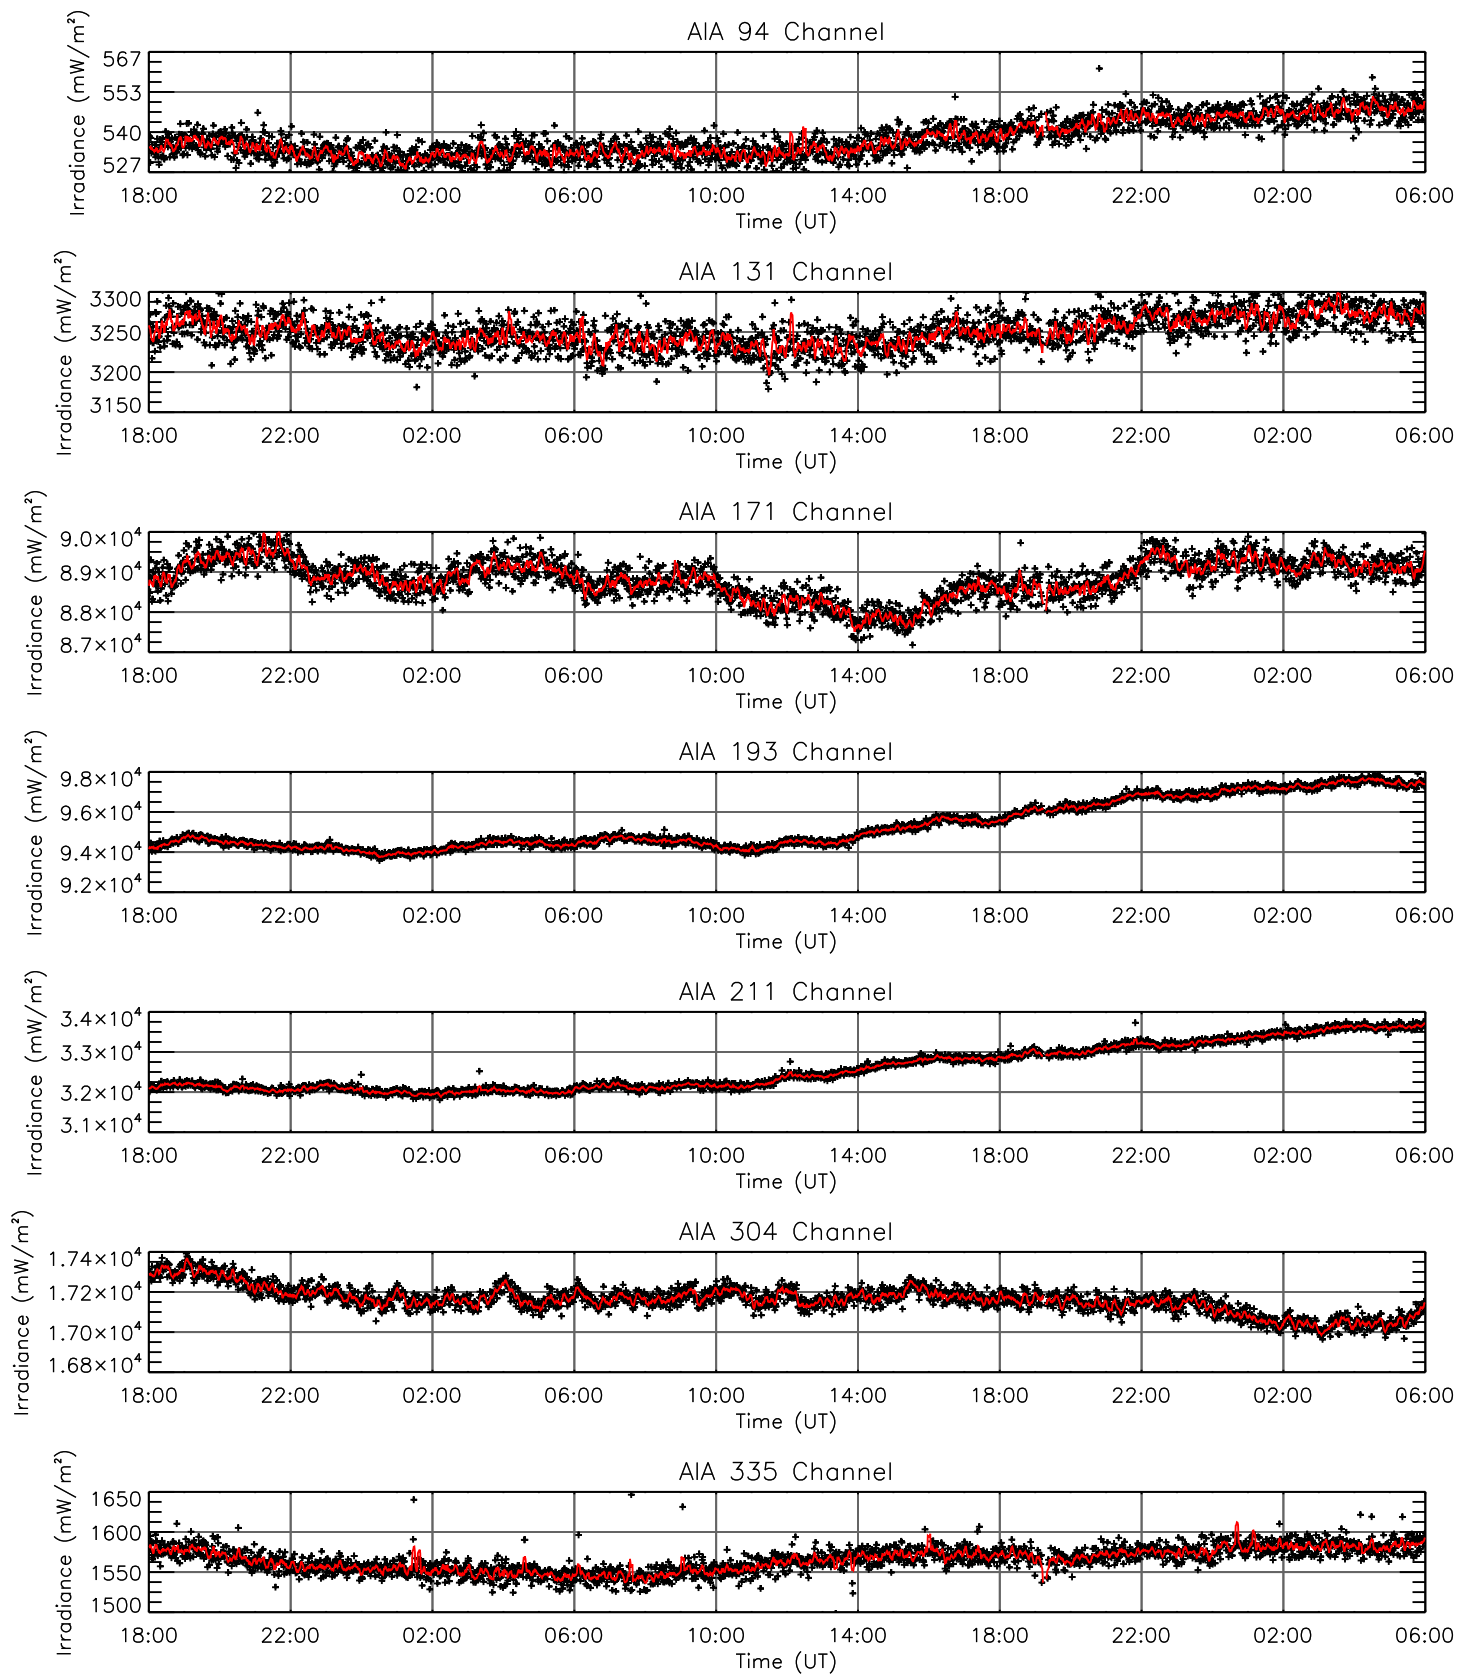 AIA 94 Channel
Irradiance (mW/m²)
567
553
540
527
18:00 22:00 02:00 06:00 10:00 14:00 18:00 22:00 02:00 06:00
Time (UT)
AIA 131 Channel
Irradiance (mW/m²)
3300
3250
3200
3150
18:00 22:00 02:00 06:00 10:00 14:00 18:00 22:00 02:00 06:00
Time (UT)
AIA 171 Channel
Irradiance (mW/m²)
9.0×10⁴
8.9×10⁴
8.8×10⁴
8.7×10⁴
18:00 22:00 02:00 06:00 10:00 14:00 18:00 22:00 02:00 06:00
Time (UT)
AIA 193 Channel
Irradiance (mW/m²)
9.8×10⁴
9.6×10⁴
9.4×10⁴
9.2×10⁴
18:00 22:00 02:00 06:00 10:00 14:00 18:00 22:00 02:00 06:00
Time (UT)
AIA 211 Channel
Irradiance (mW/m²)
3.4×10⁴
3.3×10⁴
3.2×10⁴
3.1×10⁴
18:00 22:00 02:00 06:00 10:00 14:00 18:00 22:00 02:00 06:00
Time (UT)
AIA 304 Channel
Irradiance (mW/m²)
1.74×10⁴
1.72×10⁴
1.70×10⁴
1.68×10⁴
18:00 22:00 02:00 06:00 10:00 14:00 18:00 22:00 02:00 06:00
Time (UT)
AIA 335 Channel
Irradiance (mW/m²)
1650
1600
1550
1500
18:00 22:00 02:00 06:00 10:00 14:00 18:00 22:00 02:00 06:00
Time (UT)